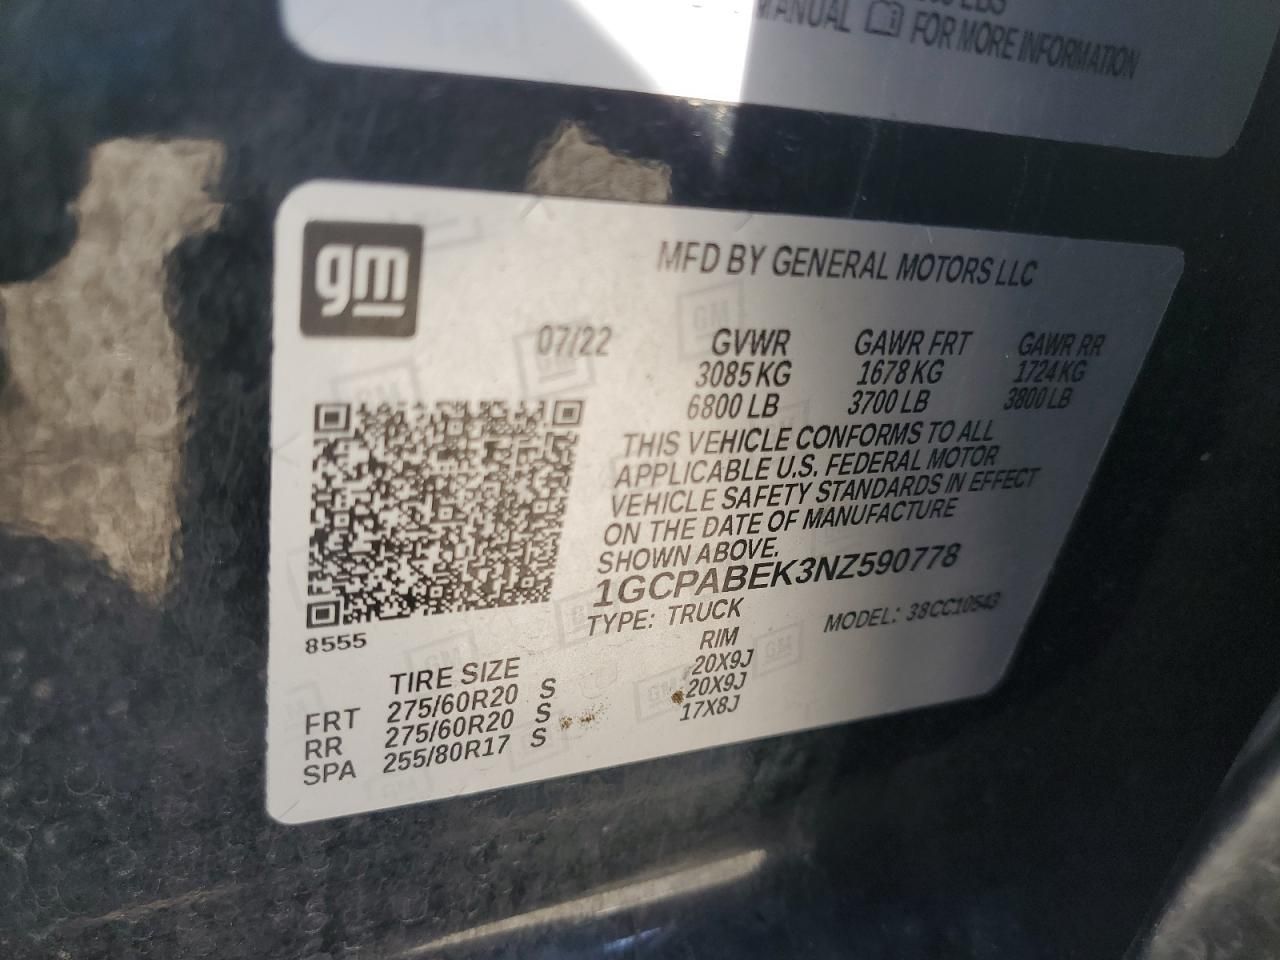 LBS
MANUAL FOR MORE INFORMATION
gm
MFD BY GENERAL MOTORS LLC
07/22 GVWR GAWR FRT GAWR RR
3085 KG 1678 KG 1724 KG
6800 LB 3700 LB 3800 LB
THIS VEHICLE CONFORMS TO ALL
APPLICABLE U.S. FEDERAL MOTOR
VEHICLE SAFETY STANDARDS IN EFFECT
ON THE DATE OF MANUFACTURE
SHOWN ABOVE.
1GCPABEK3NZ590778
TYPE: TRUCK MODEL: 38CC10543
8555
TIRE SIZE RIM
FRT 275/60R20 S 20X9J
RR 275/60R20 S 20X9J
SPA 255/80R17 S 17X8J